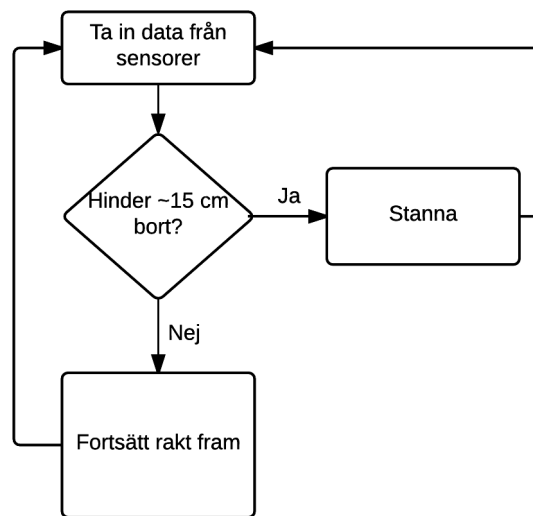 Ta in data från
sensorer
Hinder ~15 cm
bort?
Ja
Stanna
Nej
Fortsätt rakt fram